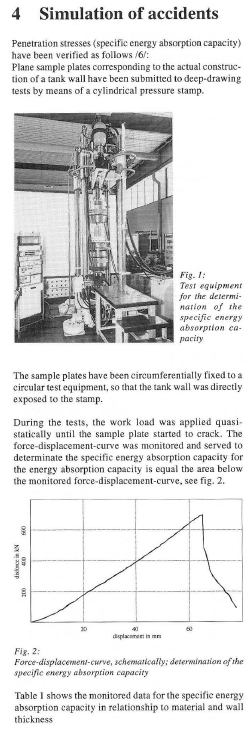 4 Simulation of accidents
Penetration stresses (specific energy absorption capacity)
have been verified as follows /6/:
Plane sample plates corresponding to the actual construc-
tion of a tank wall have been submitted to deep-drawing
tests by means of a cylindrical pressure stamp.
Fig. 1:
Test equipment
for the determi-
nation of the
specific energy
absorption ca-
pacity
The sample plates have been circumferentially fixed to a
circular test equipment, so that the tank wall was directly
exposed to the stamp.
During the tests, the work load was applied quasi-
statically until the sample plate started to crack. The
force-displacement-curve was monitored and served to
determinate the specific energy absorption capacity for
the energy absorption capacity is equal the area below
the monitored force-displacement-curve, see fig. 2.
600
400
200
in kN
20 40 60
displacement in mm
Fig. 2:
Force-displacement-curve, schematically; determination of the
specific energy absorption capacity
Table 1 shows the monitored data for the specific energy
absorption capacity in relationship to material and wall
thickness